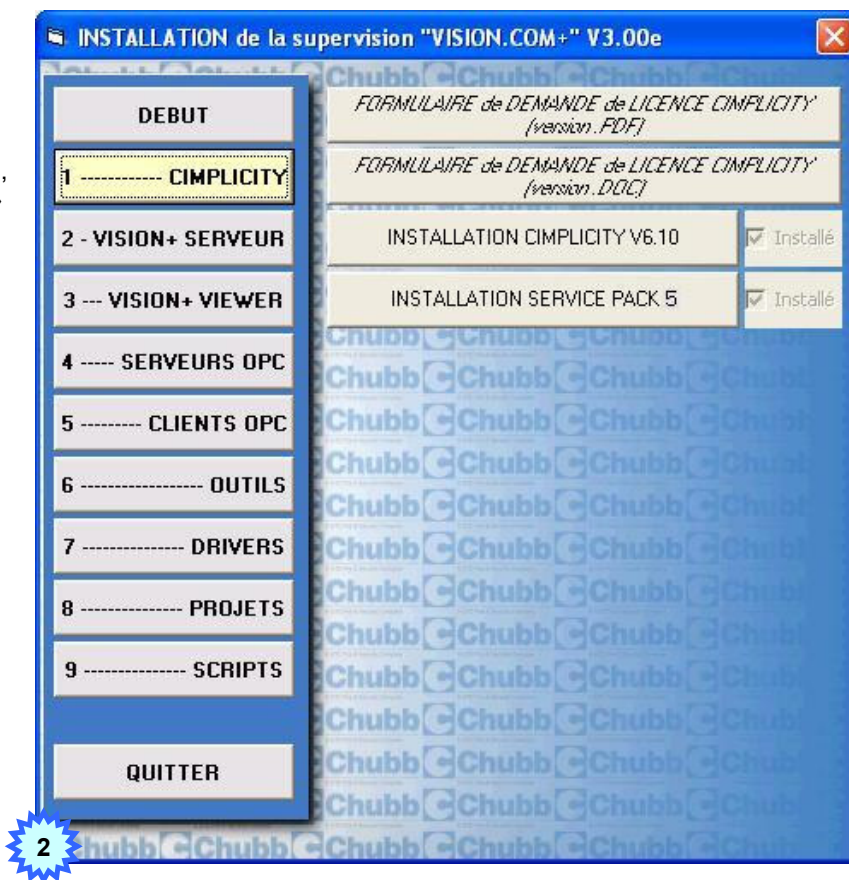 INSTALLATION de la supervision "VISION.COM+" V3.00e
DEBUT
1 ----------- CIMPLICITY
2 - VISION+ SERVEUR
3 --- VISION+ VIEWER
4 ----- SERVEURS OPC
5 --------- CLIENTS OPC
6 ------------------ OUTILS
7 --------------- DRIVERS
8 --------------- PROJETS
9 --------------- SCRIPTS
QUITTER
FORMULAIRE de DEMANDE de LICENCE CIMPLICITY
(version .PDF)
FORMULAIRE de DEMANDE de LICENCE CIMPLICITY
(version .DOC)
INSTALLATION CIMPLICITY V6.10
Installé
INSTALLATION SERVICE PACK 5
Installé
Chubb
2